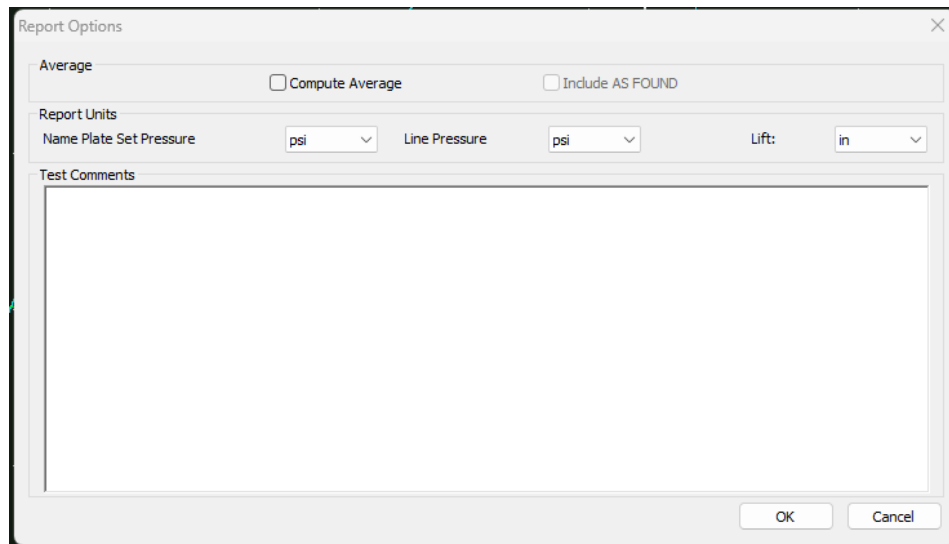 Report Options
Average
Compute Average Include AS FOUND
Report Units
Name Plate Set Pressure psi Line Pressure psi Lift: in
Test Comments
OK Cancel